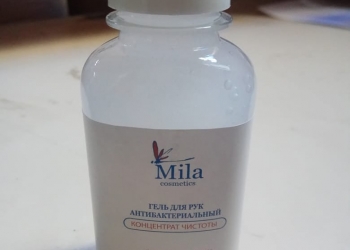 Mila
cosmetics
ГЕЛЬ ДЛЯ РУК
АНТИБАКТЕРИАЛЬНЫЙ
КОНЦЕНТРАТ ЧИСТОТЫ